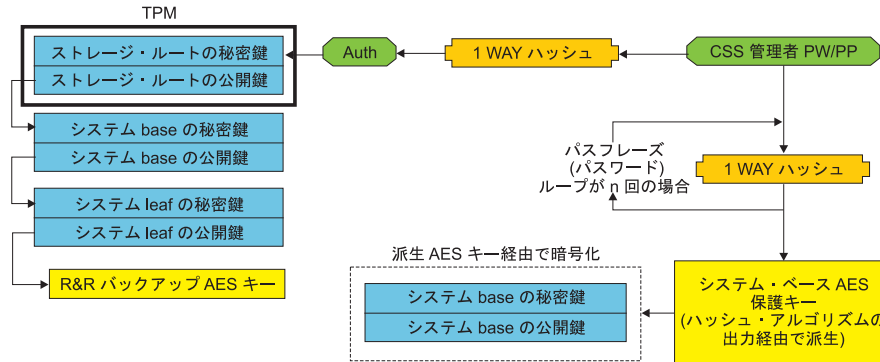 TPM
ストレージ・ルートの秘密鍵
ストレージ・ルートの公開鍵
Auth
1 WAY ハッシュ
CSS 管理者 PW/PP
システム base の秘密鍵
システム base の公開鍵
パスフレーズ
(パスワード)
ループが n 回の場合
1 WAY ハッシュ
システム leaf の秘密鍵
システム leaf の公開鍵
R&R バックアップ AES キー
派生 AES キー経由で暗号化
システム base の秘密鍵
システム base の公開鍵
システム・ベース AES
保護キー
(ハッシュ・アルゴリズムの
出力経由で派生)